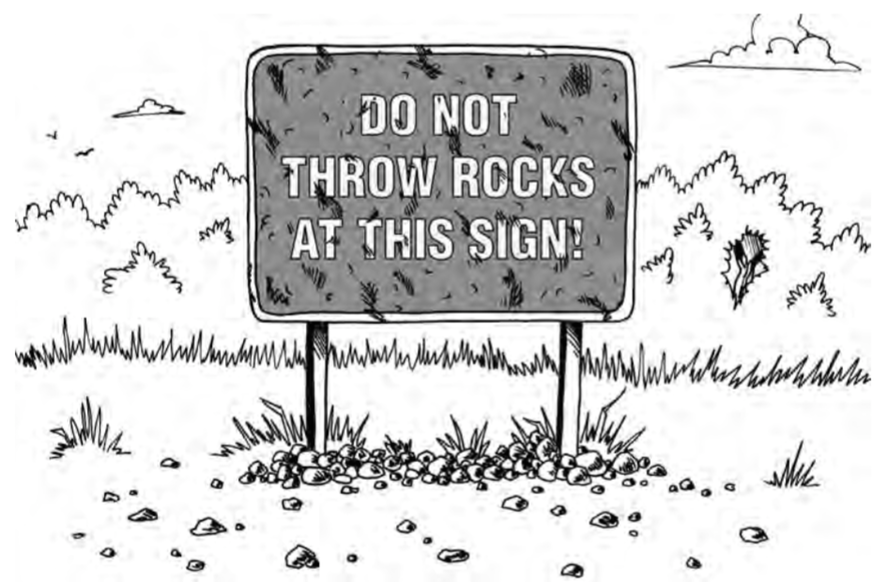 DO NOT
THROW ROCKS
AT THIS SIGN!